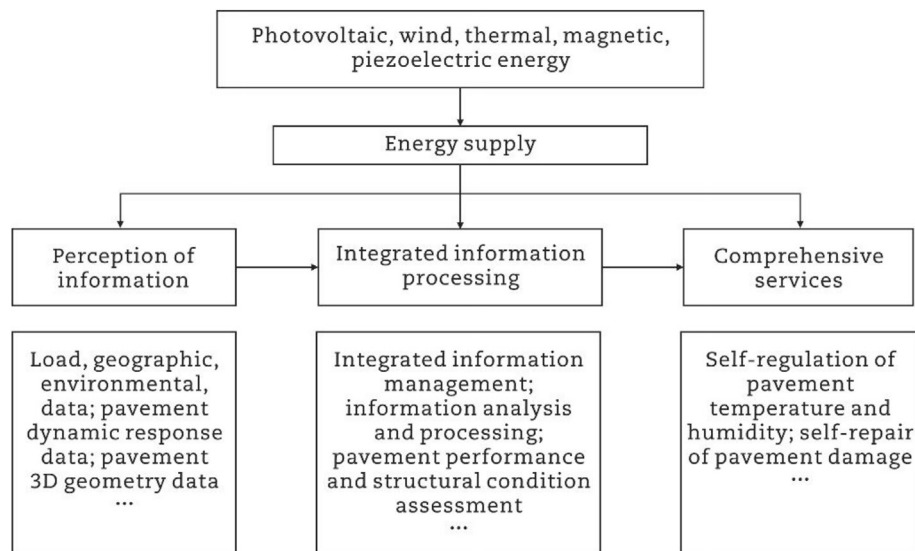 Photovoltaic, wind, thermal, magnetic,
piezoelectric energy
Energy supply
Perception of
information
Integrated information
processing
Comprehensive
services
Load, geographic,
environmental,
data; pavement
dynamic response
data; pavement
3D geometry data
...
Integrated information
management;
information analysis
and processing;
pavement performance
and structural condition
assessment
...
Self-regulation of
pavement
temperature and
humidity; self-repair
of pavement damage
...